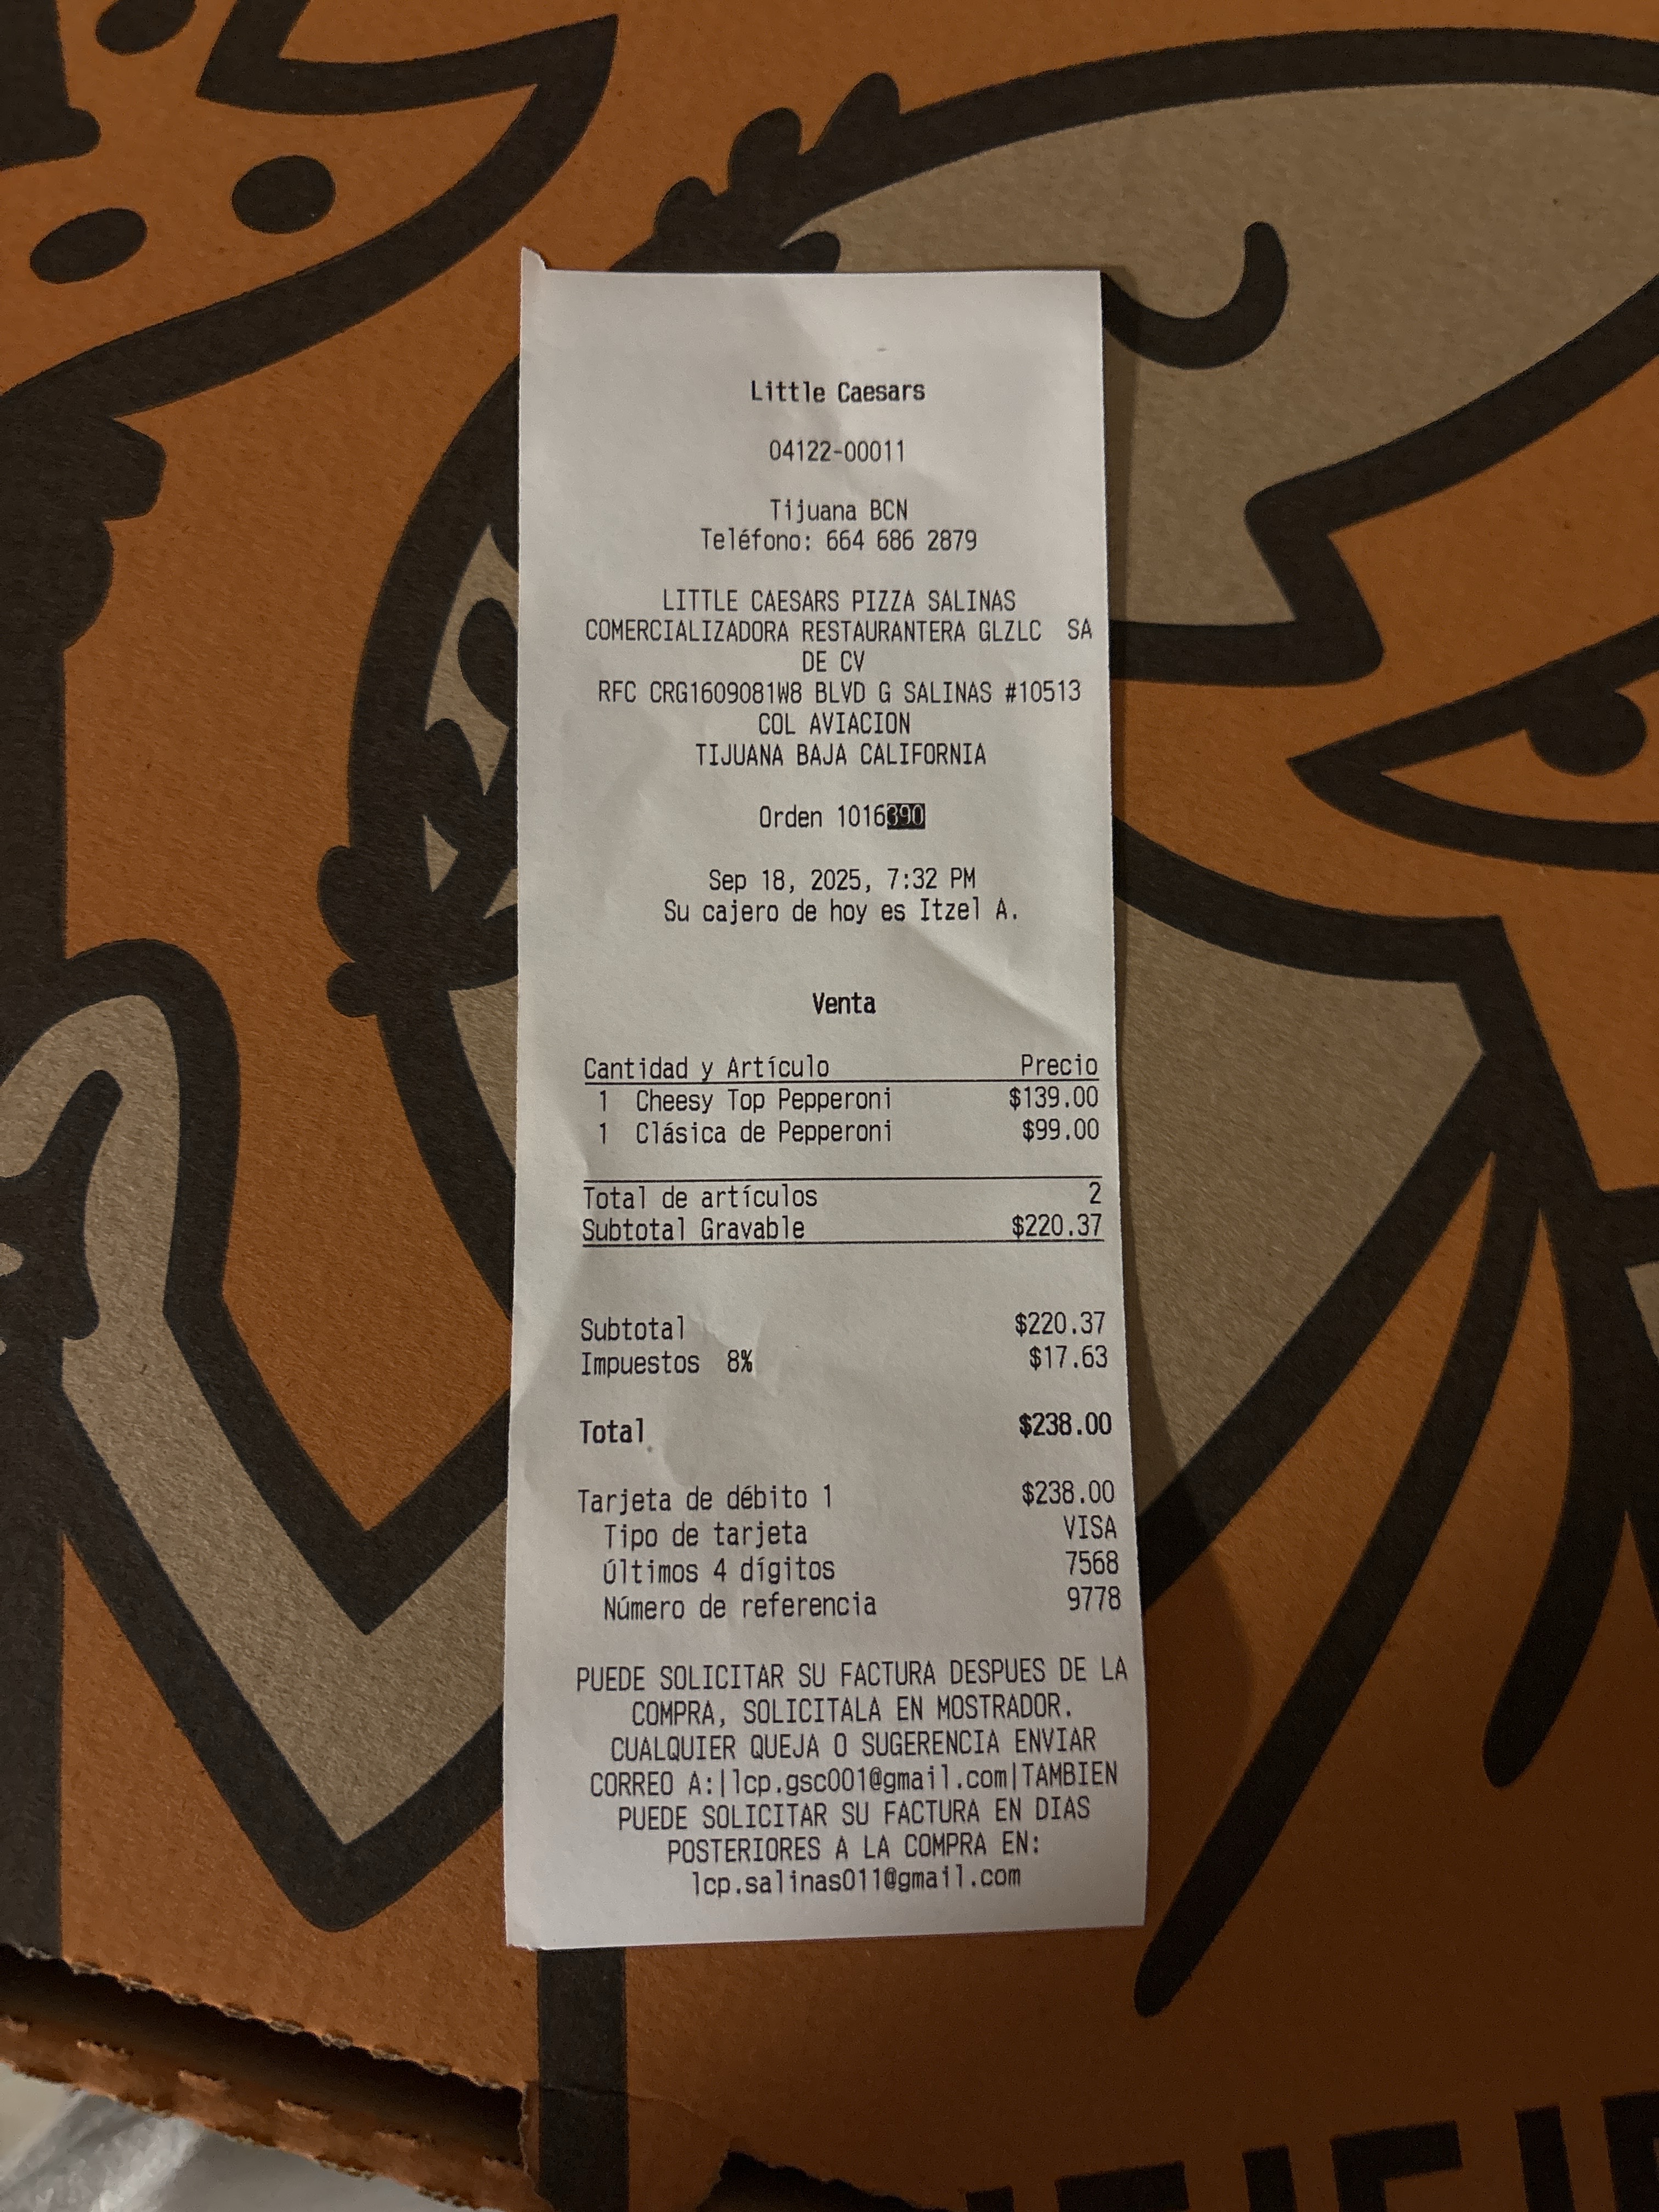 Little Caesars
04122-00011
Tijuana BCN
Teléfono: 664 686 2879
LITTLE CAESARS PIZZA SALINAS
COMERCIALIZADORA RESTAURANTERA GLZLC SA
DE CV
RFC CRG1609081W8 BLVD G SALINAS #10513
COL AVIACION
TIJUANA BAJA CALIFORNIA
Orden 1016390
Sep 18, 2025, 7:32 PM
Su cajero de hoy es Itzel A.
Venta
Cantidad y Artículo Precio
1 Cheesy Top Pepperoni $139.00
1 Clásica de Pepperoni $99.00
Total de artículos 2
Subtotal Gravable $220.37
Subtotal $220.37
Impuestos 8% $17.63
Total $238.00
Tarjeta de débito 1 $238.00
Tipo de tarjeta VISA
Últimos 4 dígitos 7568
Número de referencia 9778
PUEDE SOLICITAR SU FACTURA DESPUES DE LA
COMPRA, SOLICITALA EN MOSTRADOR.
CUALQUIER QUEJA O SUGERENCIA ENVIAR
CORREO A:|lcp.gsc001@gmail.com|TAMBIEN
PUEDE SOLICITAR SU FACTURA EN DIAS
POSTERIORES A LA COMPRA EN:
lcp.salinas011@gmail.com